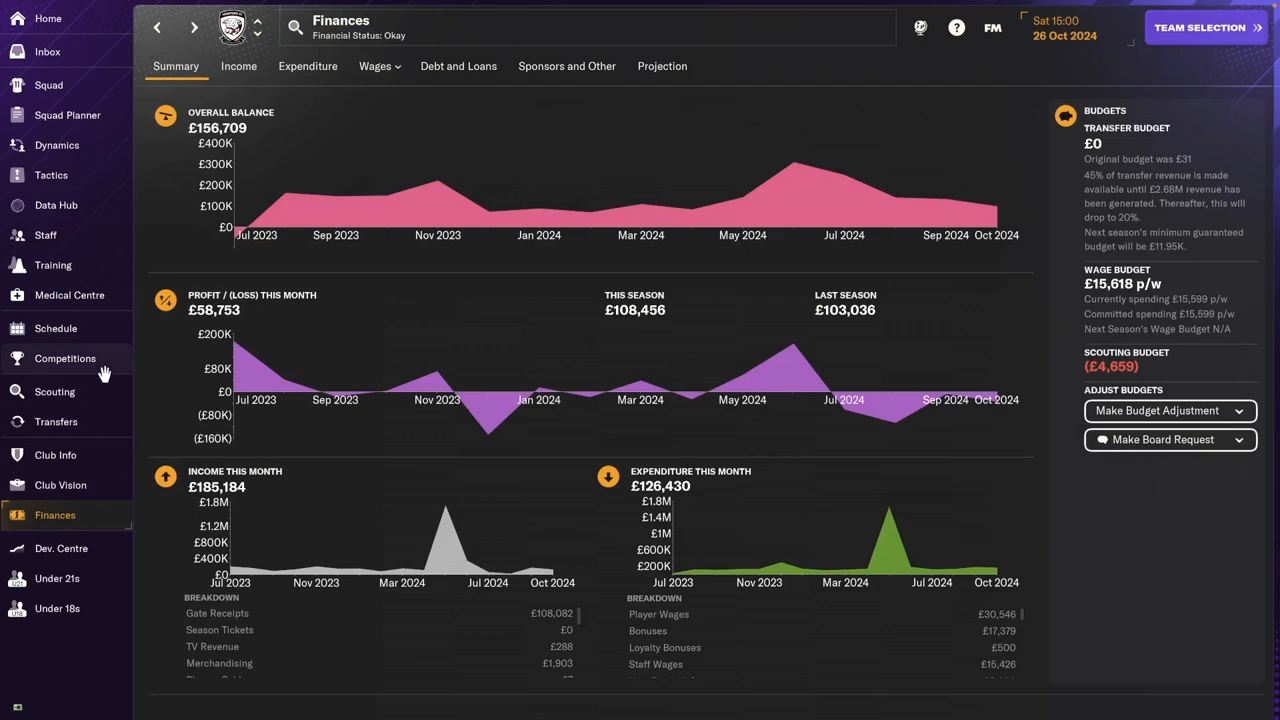 Home
Inbox
Squad
Squad Planner
Dynamics
Tactics
Data Hub
Staff
Training
Medical Centre
Schedule
Competitions
Scouting
Transfers
Club Info
Club Vision
Finances
Dev. Centre
U21
Under 21s
U18
Under 18s
Finances
Financial Status: Okay
?
FM
Sat 15:00
26 Oct 2024
TEAM SELECTION
Summary
Income
Expenditure
Wages
Debt and Loans
Sponsors and Other
Projection
OVERALL BALANCE
£156,709
£400K
£300K
£200K
£100K
£0
Jul 2023 Sep 2023 Nov 2023 Jan 2024 Mar 2024 May 2024 Jul 2024 Sep 2024 Oct 2024
PROFIT / (LOSS) THIS MONTH
£58,753
THIS SEASON
£108,456
LAST SEASON
£103,036
£200K
£80K
£0
(£80K)
(£160K)
Jul 2023 Sep 2023 Nov 2023 Jan 2024 Mar 2024 May 2024 Jul 2024 Sep 2024 Oct 2024
INCOME THIS MONTH
£185,184
£1.8M
£1.2M
£800K
£400K
£0
Jul 2023 Nov 2023 Mar 2024 Jul 2024 Oct 2024
BREAKDOWN
Gate Receipts £108,082
Season Tickets £0
TV Revenue £288
Merchandising £1,903
EXPENDITURE THIS MONTH
£126,430
£1.8M
£1.4M
£1M
£600K
£200K
Jul 2023 Nov 2023 Mar 2024 Jul 2024 Oct 2024
BREAKDOWN
Player Wages £30,546
Bonuses £17,379
Loyalty Bonuses £500
Staff Wages £15,426
BUDGETS
TRANSFER BUDGET
£0
Original budget was £31
45% of transfer revenue is made
available until £2.68M revenue has
been generated. Thereafter, this will
drop to 20%.
Next season's minimum guaranteed
budget will be £11.95K.
WAGE BUDGET
£15,618 p/w
Currently spending £15,599 p/w
Committed spending £15,599 p/w
Next Season's Wage Budget N/A
SCOUTING BUDGET
(£4,659)
ADJUST BUDGETS
Make Budget Adjustment
Make Board Request